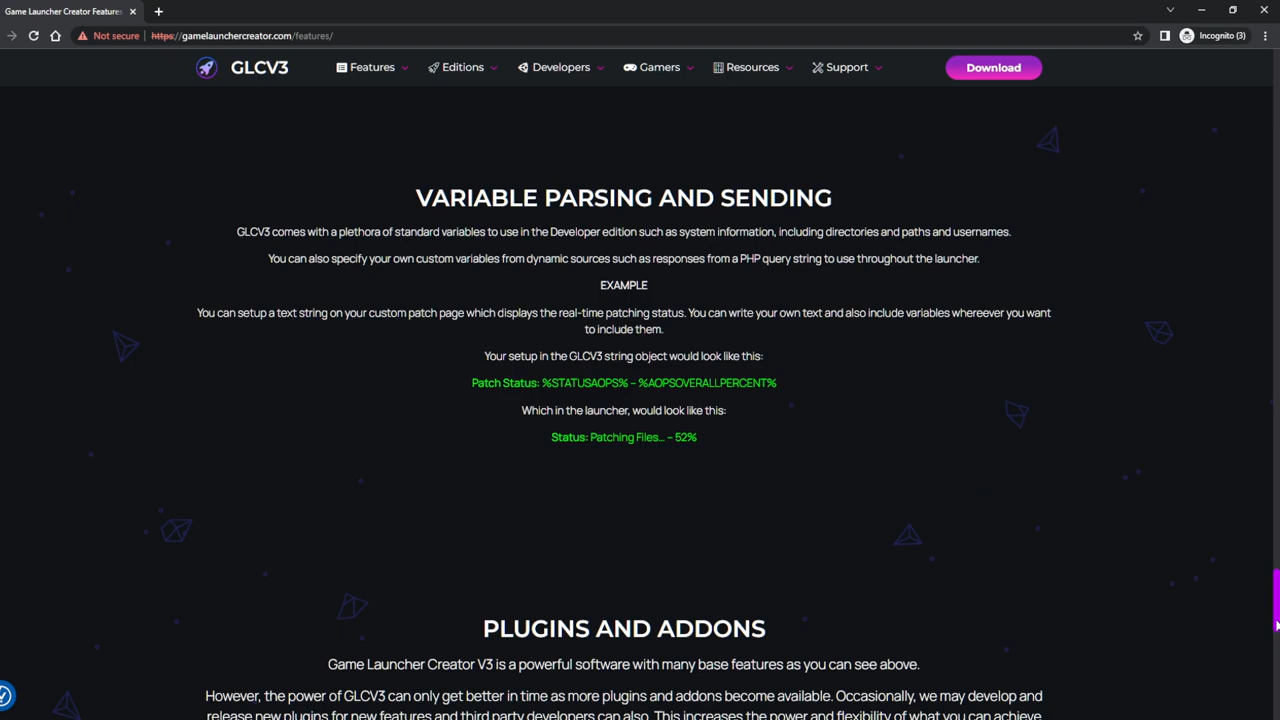 Game Launcher Creator Features
Not secure
https://gamelaunchercreator.com/features/
Incognito (3)
GLCV3
Features
Editions
Developers
Gamers
Resources
Support
Download
VARIABLE PARSING AND SENDING
GLCV3 comes with a plethora of standard variables to use in the Developer edition such as system information, including directories and paths and usernames.
You can also specify your own custom variables from dynamic sources such as responses from a PHP query string to use throughout the launcher.
EXAMPLE
You can setup a text string on your custom patch page which displays the real-time patching status. You can write your own text and also include variables whereever you want
to include them.
Your setup in the GLCV3 string object would look like this:
Patch Status: %STATUSAOPS% – %AOPSOVERALLPERCENT%
Which in the launcher, would look like this:
Status: Patching Files… – 52%
PLUGINS AND ADDONS
Game Launcher Creator V3 is a powerful software with many base features as you can see above.
However, the power of GLCV3 can only get better in time as more plugins and addons become available. Occasionally, we may develop and
release new plugins for new features and third party developers can also. This increases the power and flexibility of what you can achieve